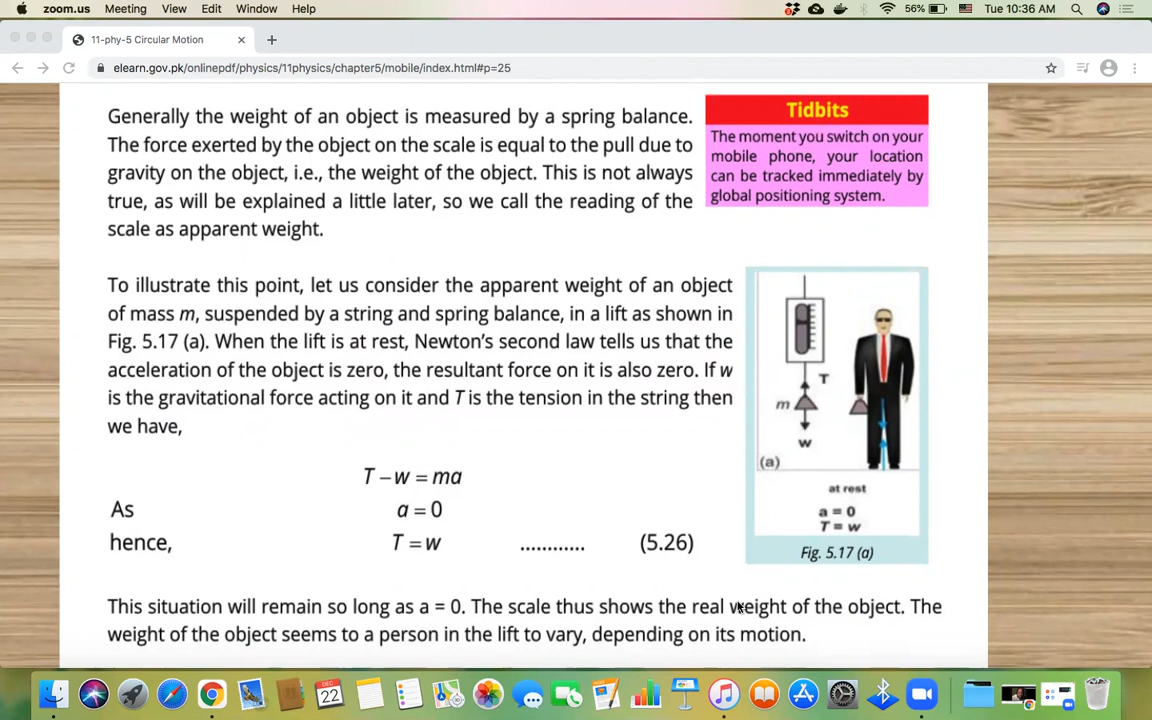 zoom.us Meeting View Edit Window Help 56% Tue 10:36 AM
11-phy-5 Circular Motion
elearn.gov.pk/onlinepdf/physics/11physics/chapter5/mobile/index.html#p=25
Generally the weight of an object is measured by a spring balance.
The force exerted by the object on the scale is equal to the pull due to
gravity on the object, i.e., the weight of the object. This is not always
true, as will be explained a little later, so we call the reading of the
scale as apparent weight.
Tidbits
The moment you switch on your
mobile phone, your location
can be tracked immediately by
global positioning system.
To illustrate this point, let us consider the apparent weight of an object
of mass m, suspended by a string and spring balance, in a lift as shown in
Fig. 5.17 (a). When the lift is at rest, Newton's second law tells us that the
acceleration of the object is zero, the resultant force on it is also zero. If w
is the gravitational force acting on it and T is the tension in the string then
we have,
T – w = ma
As a = 0
hence, T = w ............ (5.26)
T
m
w
(a)
at rest
a = 0
T = w
Fig. 5.17 (a)
This situation will remain so long as a = 0. The scale thus shows the real weight of the object. The
weight of the object seems to a person in the lift to vary, depending on its motion.
DEC
22